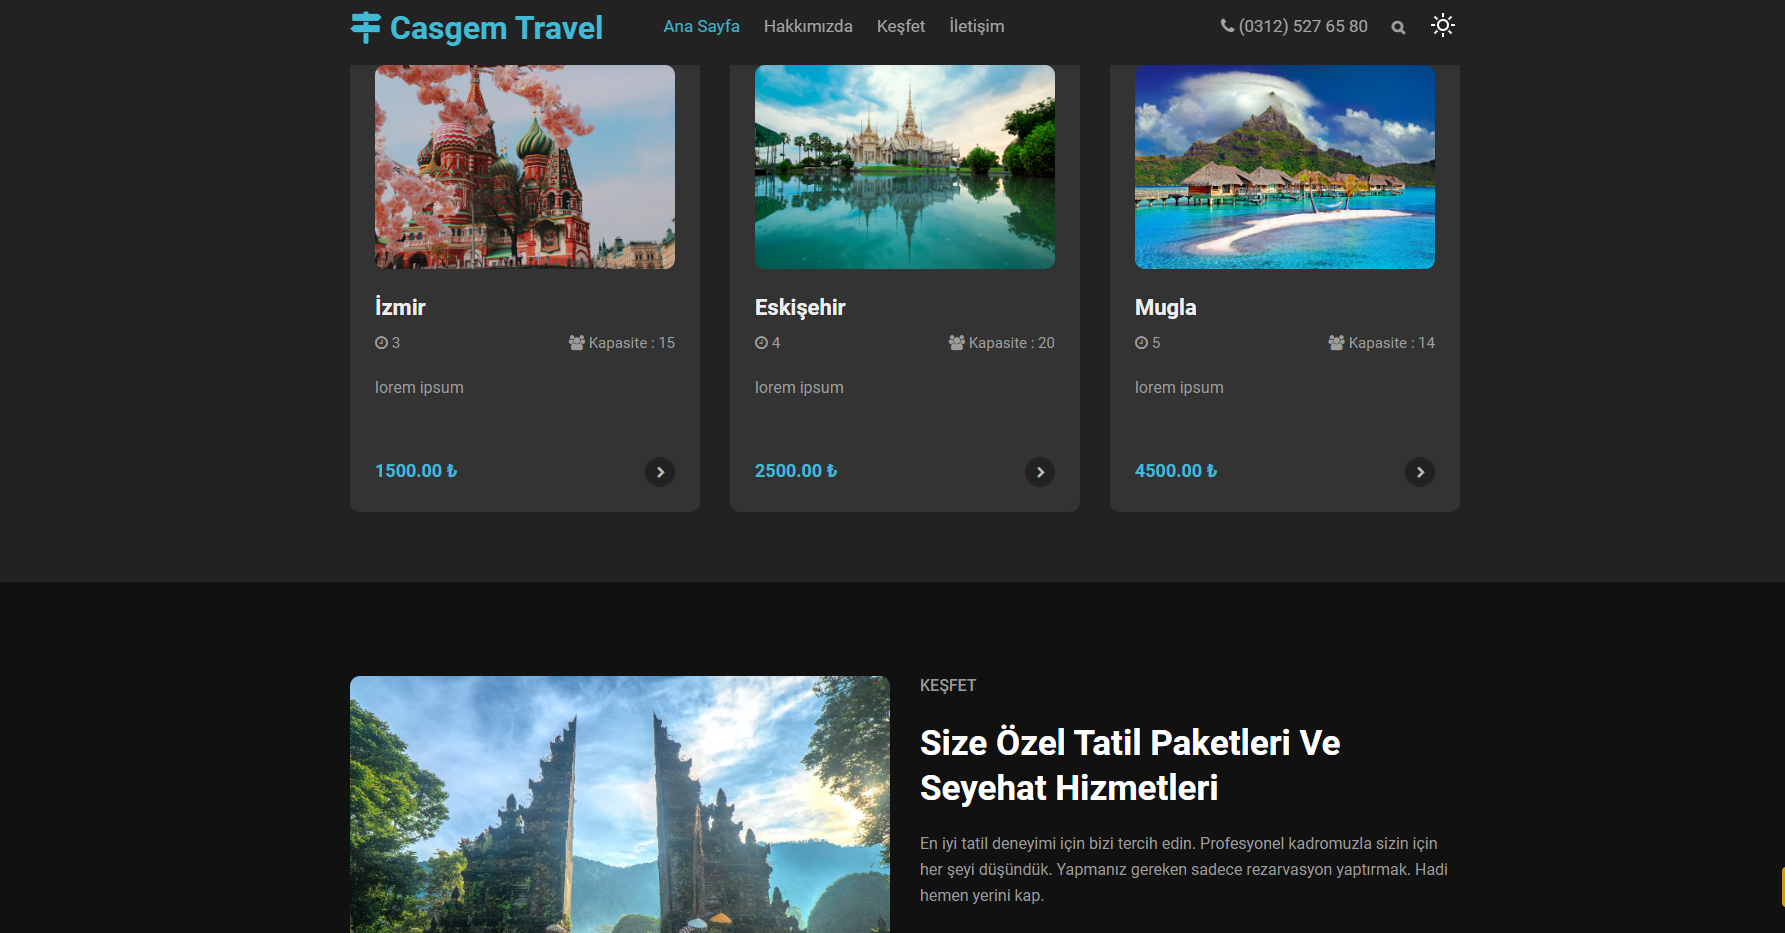 Casgem Travel
Ana Sayfa
Hakkımızda
Keşfet
İletişim
(0312) 527 65 80
İzmir
3
Kapasite : 15
lorem ipsum
1500.00 ₺
Eskişehir
4
Kapasite : 20
lorem ipsum
2500.00 ₺
Mugla
5
Kapasite : 14
lorem ipsum
4500.00 ₺
KEŞFET
Size Özel Tatil Paketleri Ve
Seyehat Hizmetleri
En iyi tatil deneyimi için bizi tercih edin. Profesyonel kadromuzla sizin için
her şeyi düşündük. Yapmanız gereken sadece rezarvasyon yaptırmak. Hadi
hemen yerini kap.